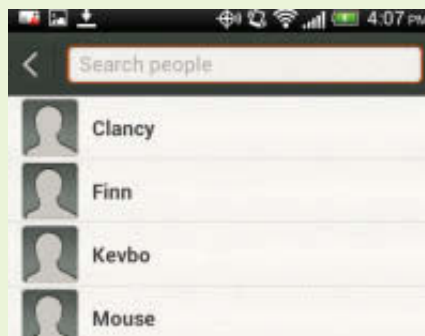 4:07 PM
Search people
Clancy
Finn
Kevbo
Mouse